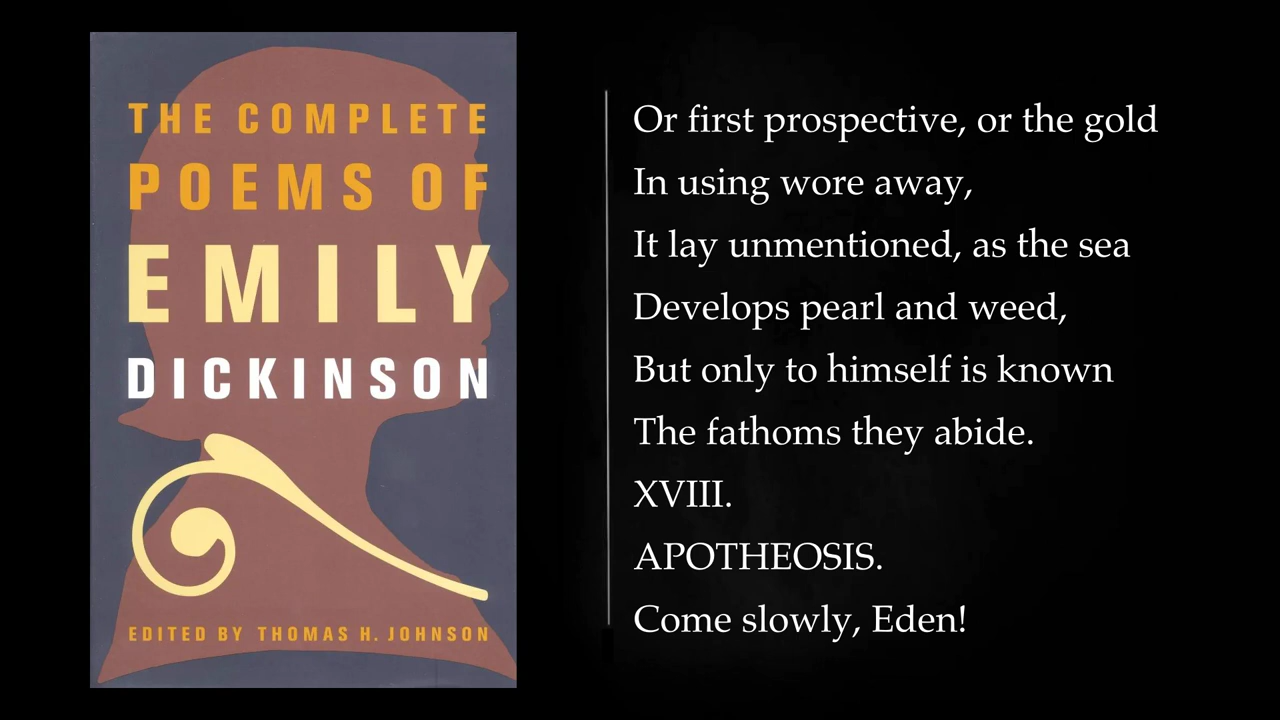 THE COMPLETE
POEMS OF
EMILY
DICKINSON
EDITED BY THOMAS H. JOHNSON
Or first prospective, or the gold
In using wore away,
It lay unmentioned, as the sea
Develops pearl and weed,
But only to himself is known
The fathoms they abide.
XVIII.
APOTHEOSIS.
Come slowly, Eden!